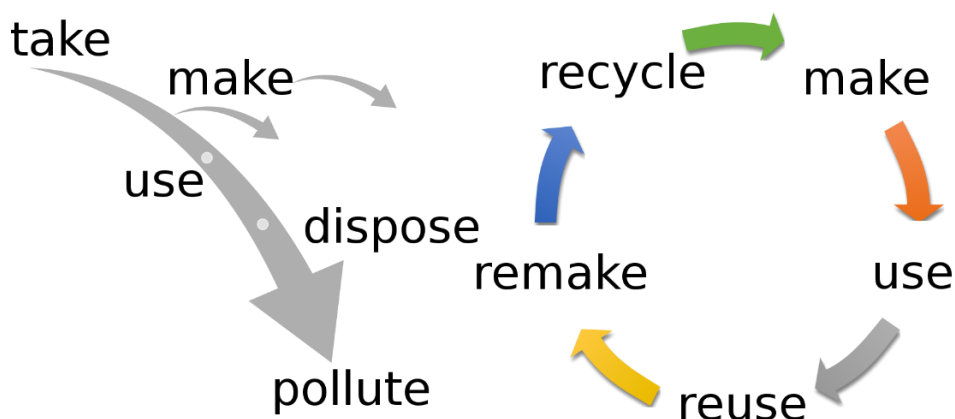 take
make
use
dispose
pollute
recycle
make
use
reuse
remake